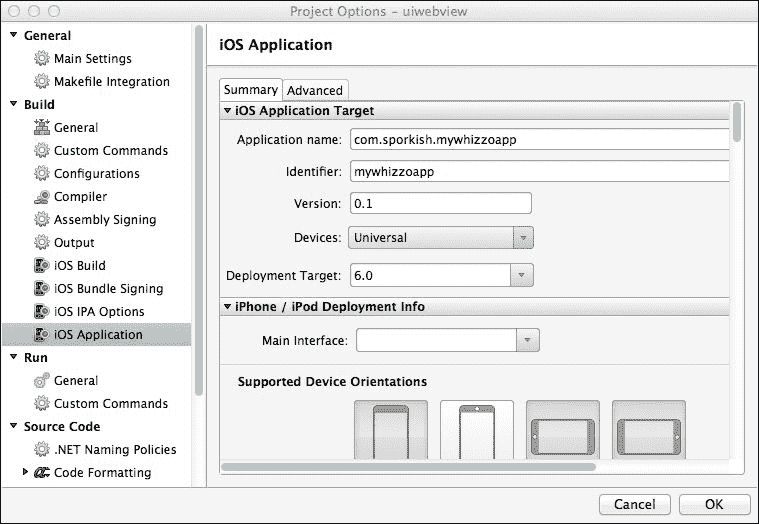 Project Options – uiwebview
General
Main Settings
Makefile Integration
Build
General
Custom Commands
Configurations
Compiler
Assembly Signing
Output
iOS Build
iOS Bundle Signing
iOS IPA Options
iOS Application
Run
General
Custom Commands
Source Code
.NET Naming Policies
Code Formatting
iOS Application
Summary Advanced
iOS Application Target
Application name: com.sporkish.mywhizzoapp
Identifier: mywhizzoapp
Version: 0.1
Devices: Universal
Deployment Target: 6.0
iPhone / iPod Deployment Info
Main Interface:
Supported Device Orientations
Cancel OK